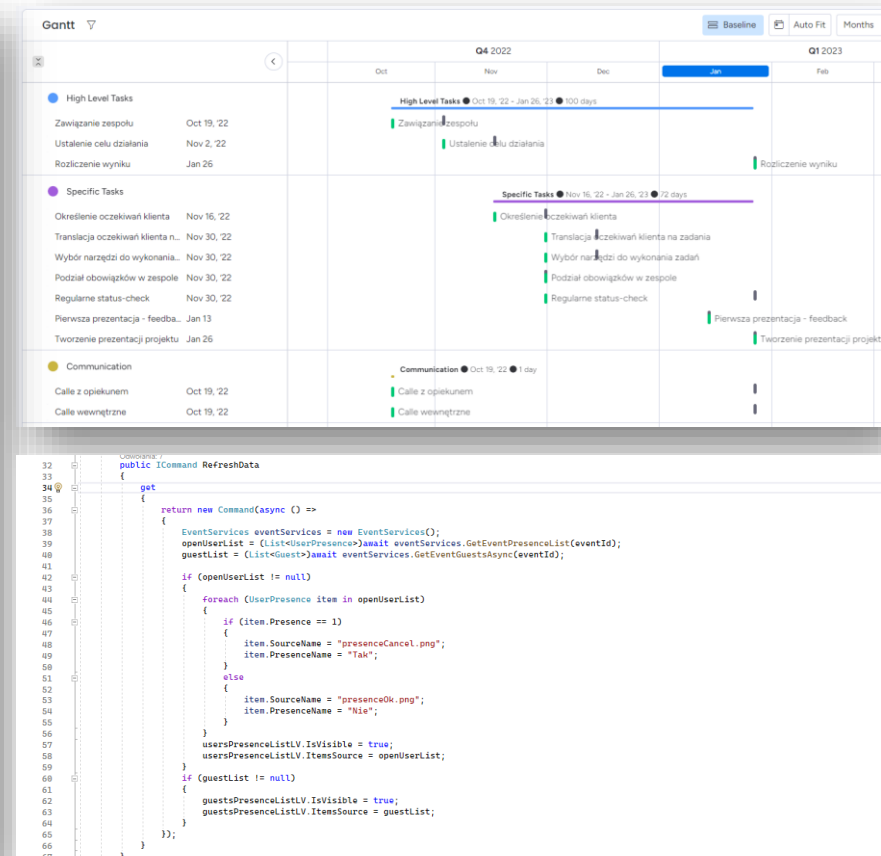 Gantt
Baseline Auto Fit Months
Q4 2022 Q1 2023
Oct Nov Dec Jan Feb
High Level Tasks
High Level Tasks ● Oct 19, '22 - Jan 26, '23 ● 100 days
Zawiązanie zespołu Oct 19, '22 Zawiązanie zespołu
Ustalenie celu działania Nov 2, '22 Ustalenie celu działania
Rozliczenie wyniku Jan 26 Rozliczenie wyniku
Specific Tasks
Specific Tasks ● Nov 16, '22 - Jan 26, '23 ● 72 days
Określenie oczekiwań klienta Nov 16, '22 Określenie oczekiwań klienta
Translacja oczekiwań klienta n... Nov 30, '22 Translacja oczekiwań klienta na zadania
Wybór narzędzi do wykonania... Nov 30, '22 Wybór narzędzi do wykonania zadań
Podział obowiązków w zespole Nov 30, '22 Podział obowiązków w zespole
Regularne status-check Nov 30, '22 Regularne status-check
Pierwsza prezentacja - feedba... Jan 13 Pierwsza prezentacja - feedback
Tworzenie prezentacji projektu Jan 26 Tworzenie prezentacji projekt
Communication
Communication ● Oct 19, '22 ● 1 day
Calle z opiekunem Oct 19, '22 Calle z opiekunem
Calle wewnętrzne Oct 19, '22 Calle wewnętrzne
32 public ICommand RefreshData
33 {
34 get
35 {
36 return new Command(async () =>
37 {
38 EventServices eventServices = new EventServices();
39 openUserList = (List<UserPresence>)await eventServices.GetEventPresenceList(eventId);
40 guestList = (List<Guest>)await eventServices.GetEventGuestsAsync(eventId);
41
42 if (openUserList != null)
43 {
44 foreach (UserPresence item in openUserList)
45 {
46 if (item.Presence == 1)
47 {
48 item.SourceName = "presenceCancel.png";
49 item.PresenceName = "Tak";
50 }
51 else
52 {
53 item.SourceName = "presenceOk.png";
54 item.PresenceName = "Nie";
55 }
56 }
57 usersPresenceListLV.IsVisible = true;
58 usersPresenceListLV.ItemsSource = openUserList;
59 }
60 if (guestList != null)
61 {
62 guestsPresenceListLV.IsVisible = true;
63 guestsPresenceListLV.ItemsSource = guestList;
64 }
65 });
66 }